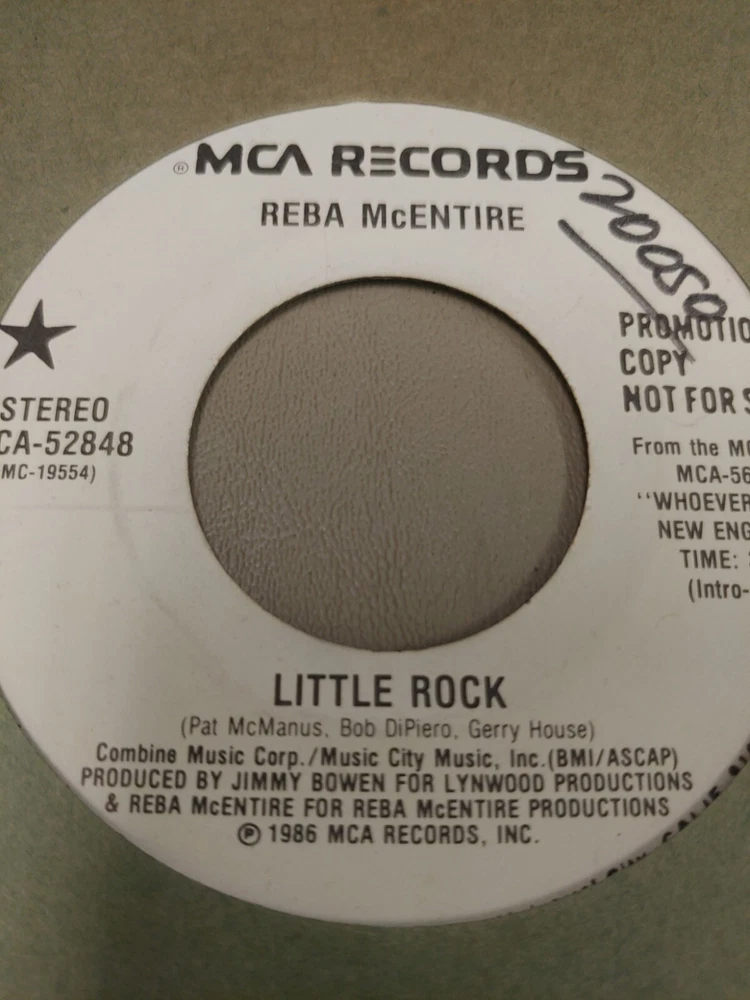 ® MCA RECORDS
REBA McENTIRE
20050
PROMOTIO
COPY
NOT FOR S
STEREO
CA-52848
MC-19554)
From the MC
MCA-56
"WHOEVER
NEW ENG
TIME:
(Intro-
LITTLE ROCK
(Pat McManus, Bob DiPiero, Gerry House)
Combine Music Corp./Music City Music, Inc.(BMI/ASCAP)
PRODUCED BY JIMMY BOWEN FOR LYNWOOD PRODUCTIONS
& REBA McENTIRE FOR REBA McENTIRE PRODUCTIONS
℗ 1986 MCA RECORDS, INC.